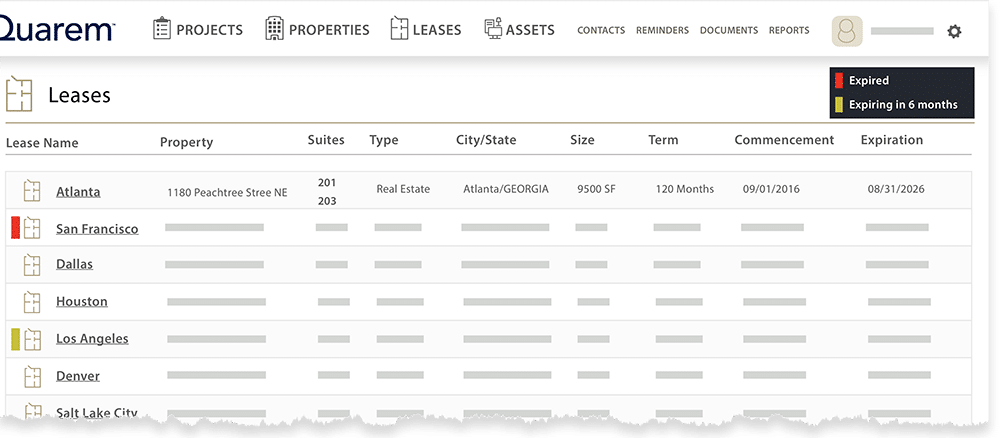 Quarem™ PROJECTS PROPERTIES LEASES ASSETS CONTACTS REMINDERS DOCUMENTS REPORTS
Leases
Expired
Expiring in 6 months
Lease Name Property Suites Type City/State Size Term Commencement Expiration
Atlanta 1180 Peachtree Stree NE 201 Real Estate Atlanta/GEORGIA 9500 SF 120 Months 09/01/2016 08/31/2026
203
San Francisco
Dallas
Houston
Los Angeles
Denver
Salt Lake City